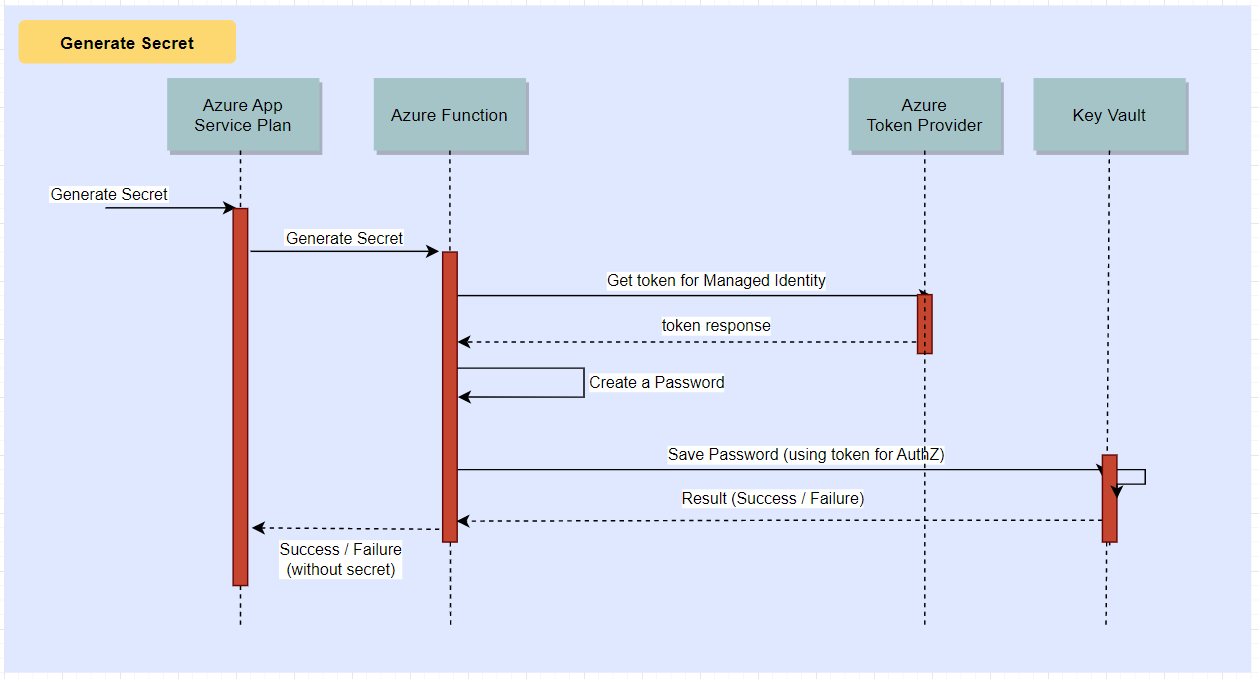 Generate Secret
Azure App
Service Plan
Azure Function
Azure
Token Provider
Key Vault
Generate Secret
Generate Secret
Get token for Managed Identity
token response
Create a Password
Save Password (using token for AuthZ)
Result (Success / Failure)
Success / Failure
(without secret)